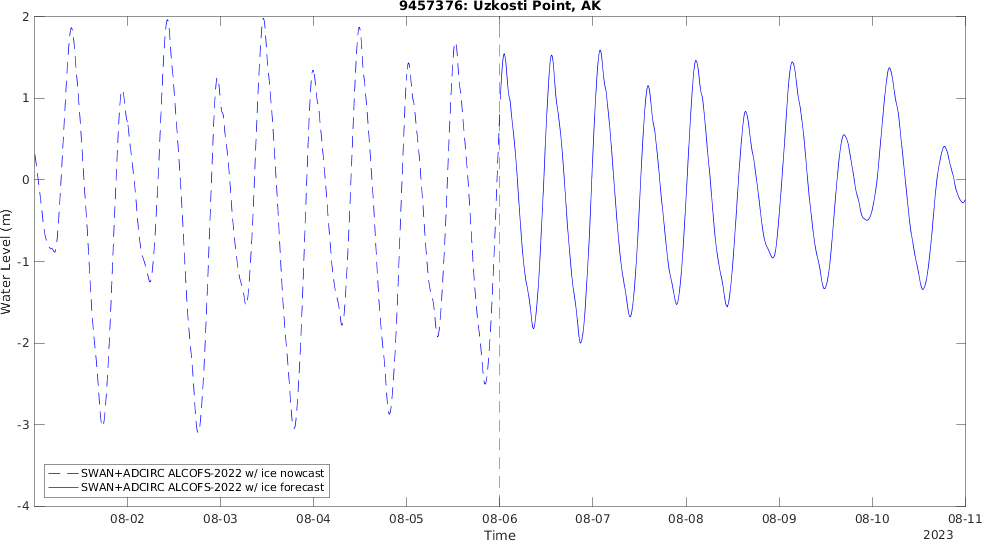 9457376: Uzkosti Point, AK
2
1
0
-1
-2
-3
-4
Water Level (m)
SWAN+ADCIRC ALCOFS-2022 w/ ice nowcast
SWAN+ADCIRC ALCOFS-2022 w/ ice forecast
08-02 08-03 08-04 08-05 08-06 08-07 08-08 08-09 08-10 08-11
Time
2023